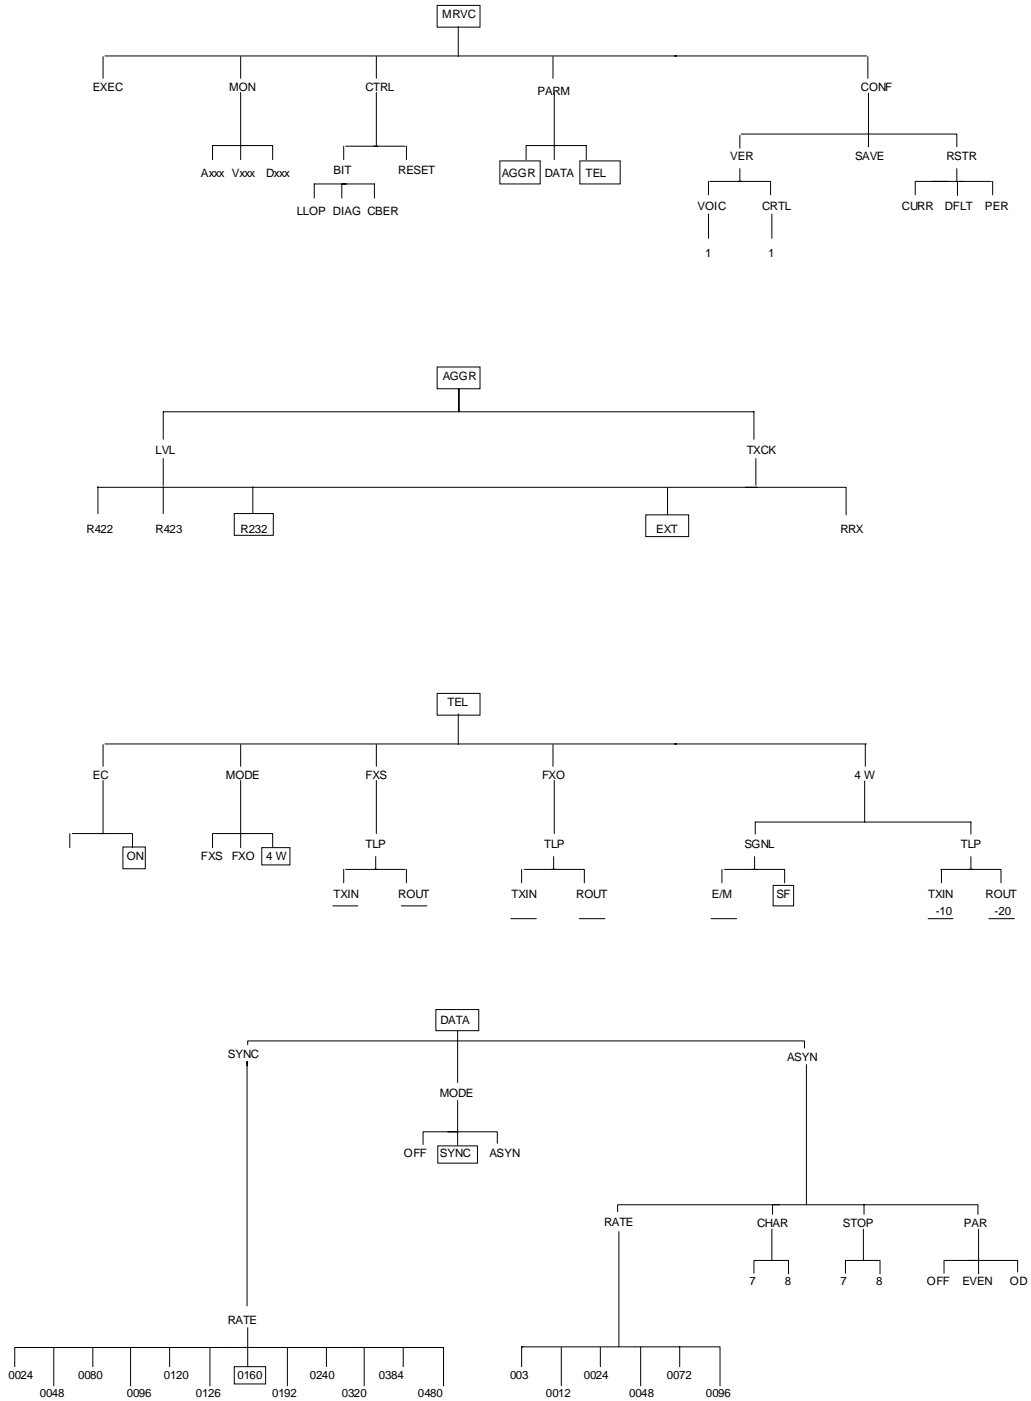 MRVC
EXEC MON CTRL PARM CONF
VER SAVE RSTR
Axxx Vxxx Dxxx BIT RESET AGGR DATA TEL
LLOP DIAG CBER VOIC CRTL CURR DFLT PER
1 1
AGGR
LVL TXCK
R422 R423 R232 EXT RRX
TEL
EC MODE FXS FXO 4 W
ON FXS FXO 4 W TLP TLP SGNL TLP
TXIN ROUT TXIN ROUT E/M SF TXIN ROUT
-10 -20
DATA
SYNC ASYN
MODE
OFF SYNC ASYN
RATE CHAR STOP PAR
7 8 7 8 OFF EVEN OD
RATE
0024 0080 0120 0160 0240 0384 003 0024 0072
0048 0096 0126 0192 0320 0480 0012 0048 0096